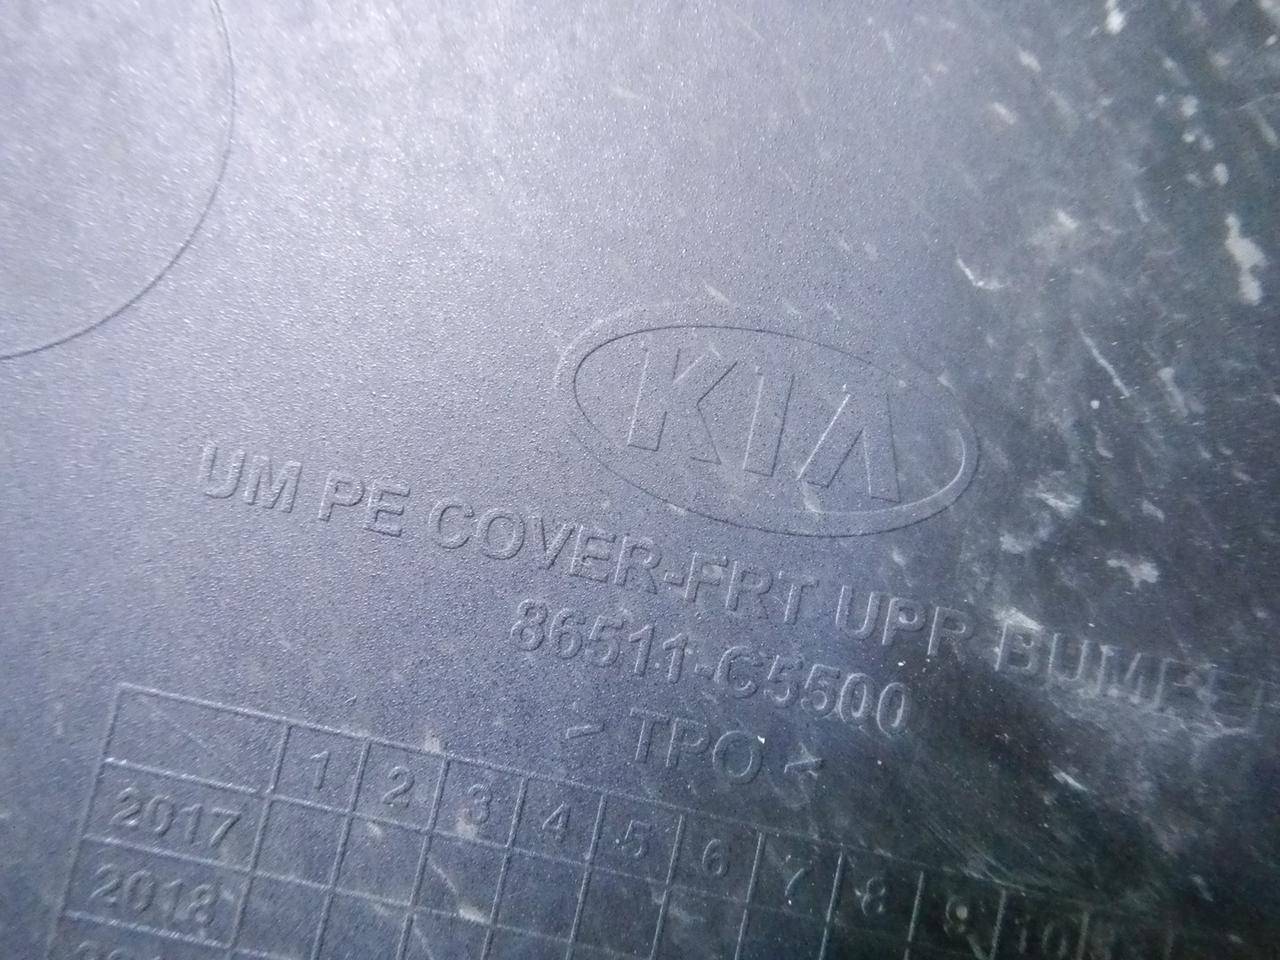 KIA
UM PE COVER-FRT UPR BUMPER
86511-C5500
> TPO <
1 2 3 4 5 6 7 8 9 10
2017
2018